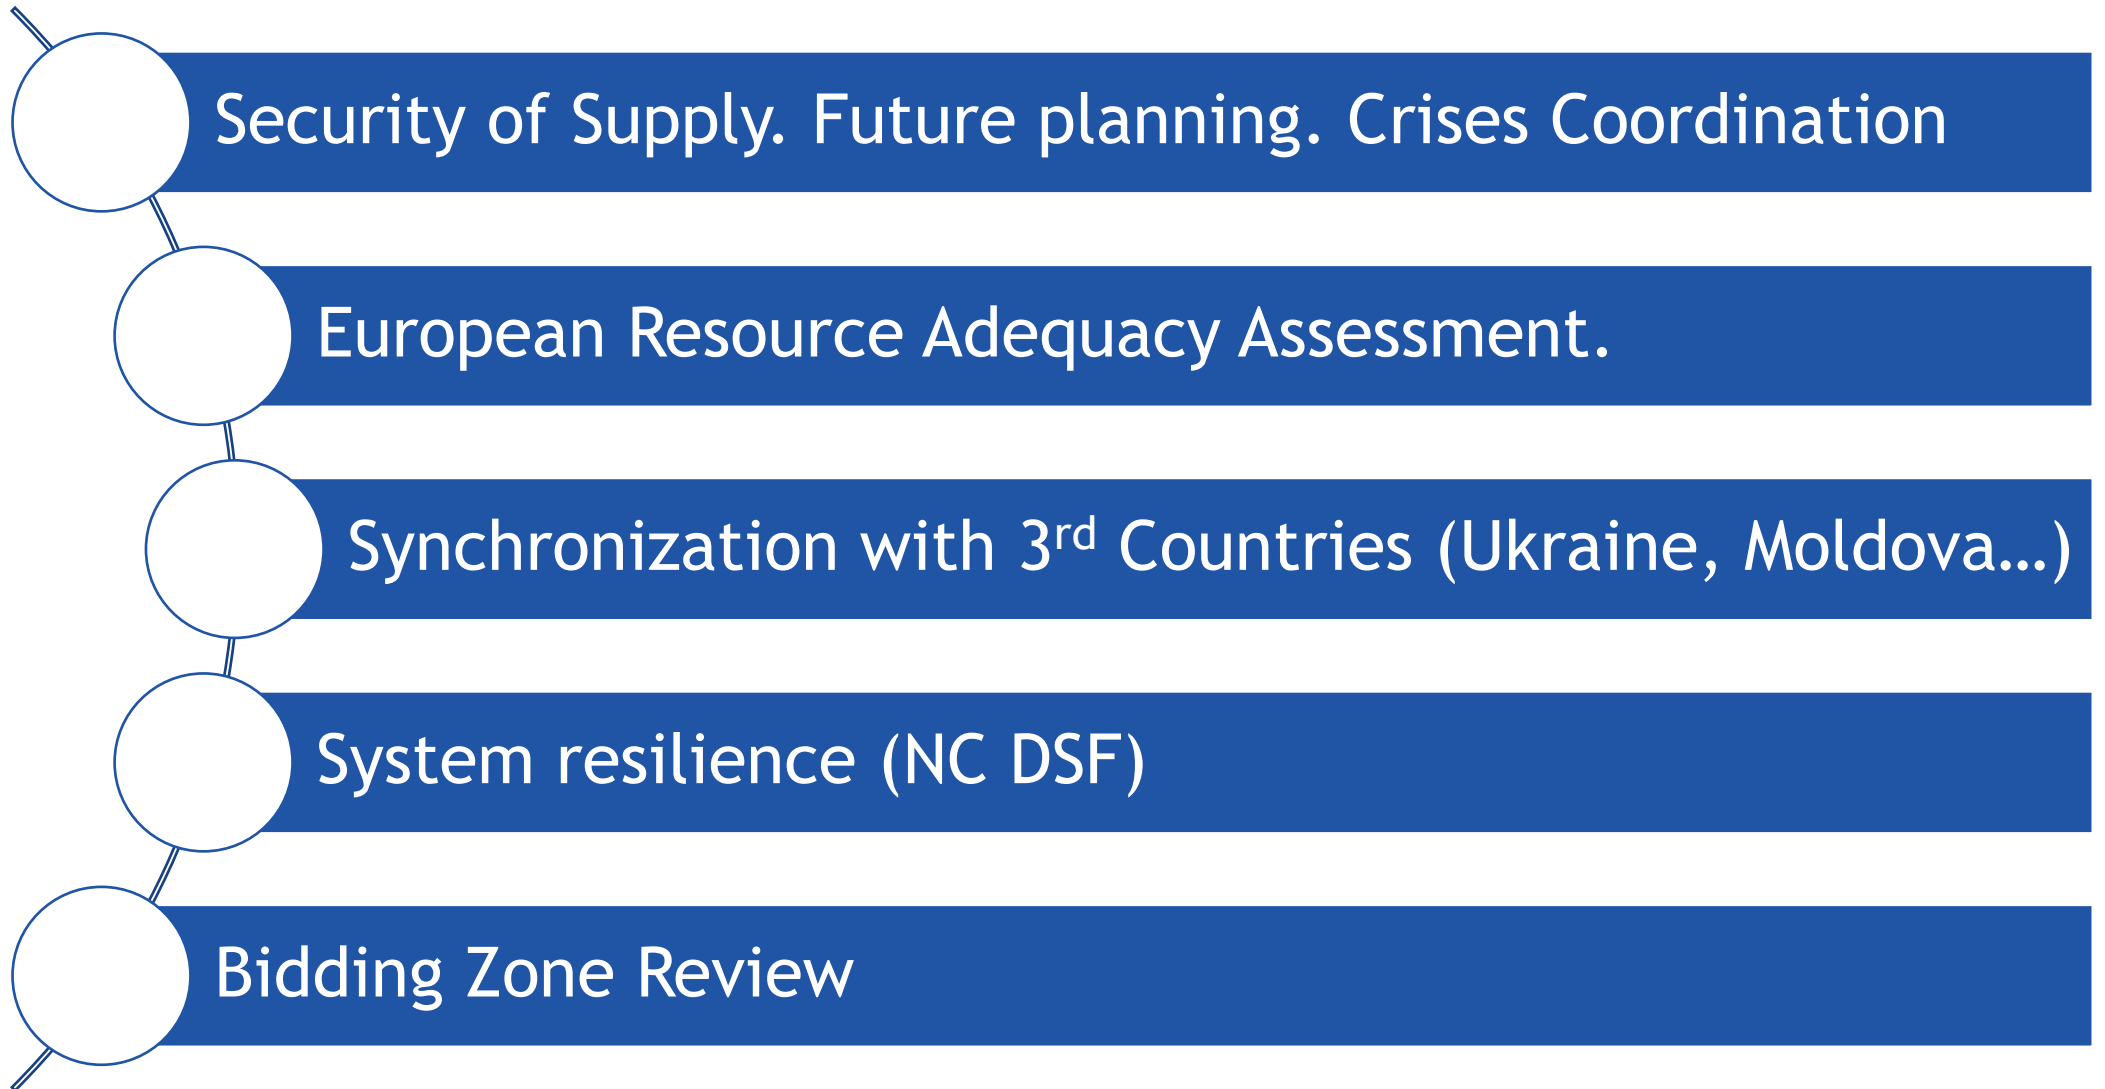 Security of Supply. Future planning. Crises Coordination
European Resource Adequacy Assessment.
Synchronization with 3rd Countries (Ukraine, Moldova…)
System resilience (NC DSF)
Bidding Zone Review